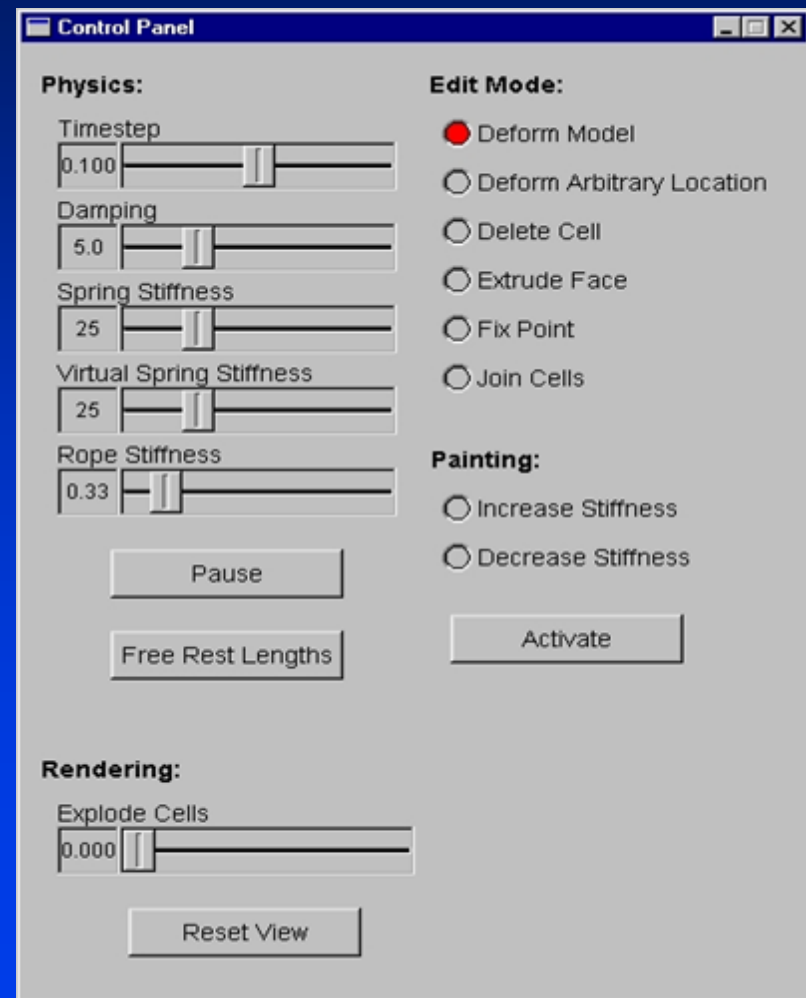 Control Panel
Physics:
Timestep
0.100
Damping
5.0
Spring Stiffness
25
Virtual Spring Stiffness
25
Rope Stiffness
0.33
Pause
Free Rest Lengths
Edit Mode:
Deform Model
Deform Arbitrary Location
Delete Cell
Extrude Face
Fix Point
Join Cells
Painting:
Increase Stiffness
Decrease Stiffness
Activate
Rendering:
Explode Cells
0.000
Reset View